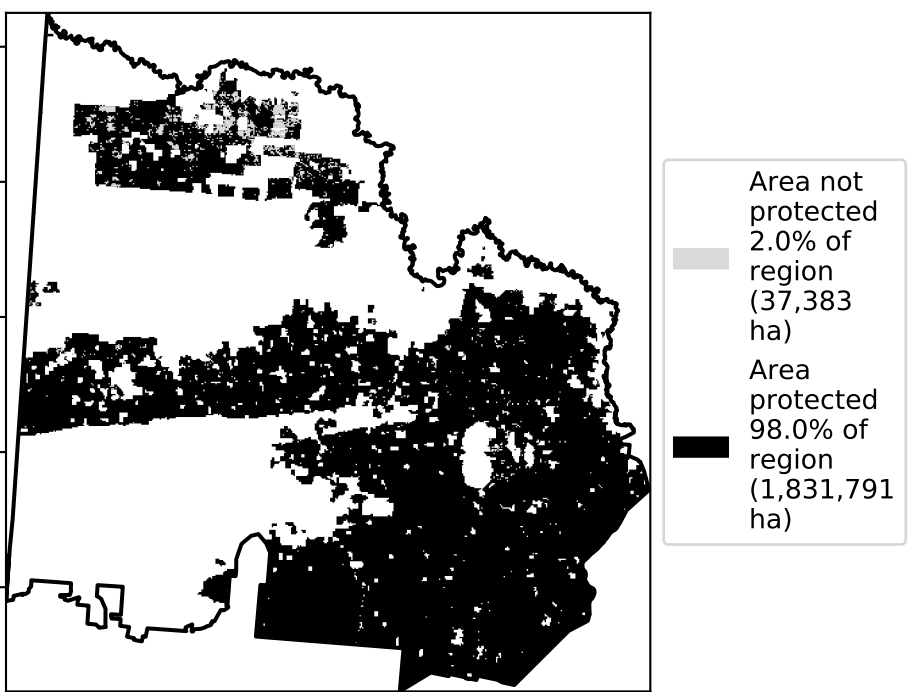 Area not
protected
2.0% of
region
(37,383
ha)
Area
protected
98.0% of
region
(1,831,791
ha)